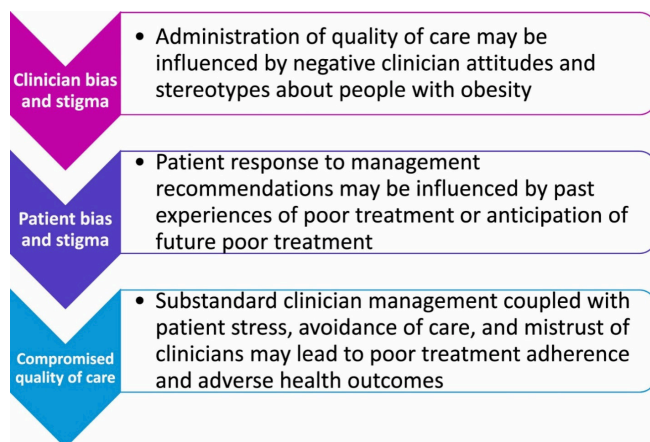 Clinician bias
and stigma
• Administration of quality of care may be
influenced by negative clinician attitudes and
stereotypes about people with obesity
Patient bias
and stigma
• Patient response to management
recommendations may be influenced by past
experiences of poor treatment or anticipation of
future poor treatment
Compromised
quality of care
• Substandard clinician management coupled with
patient stress, avoidance of care, and mistrust of
clinicians may lead to poor treatment adherence
and adverse health outcomes